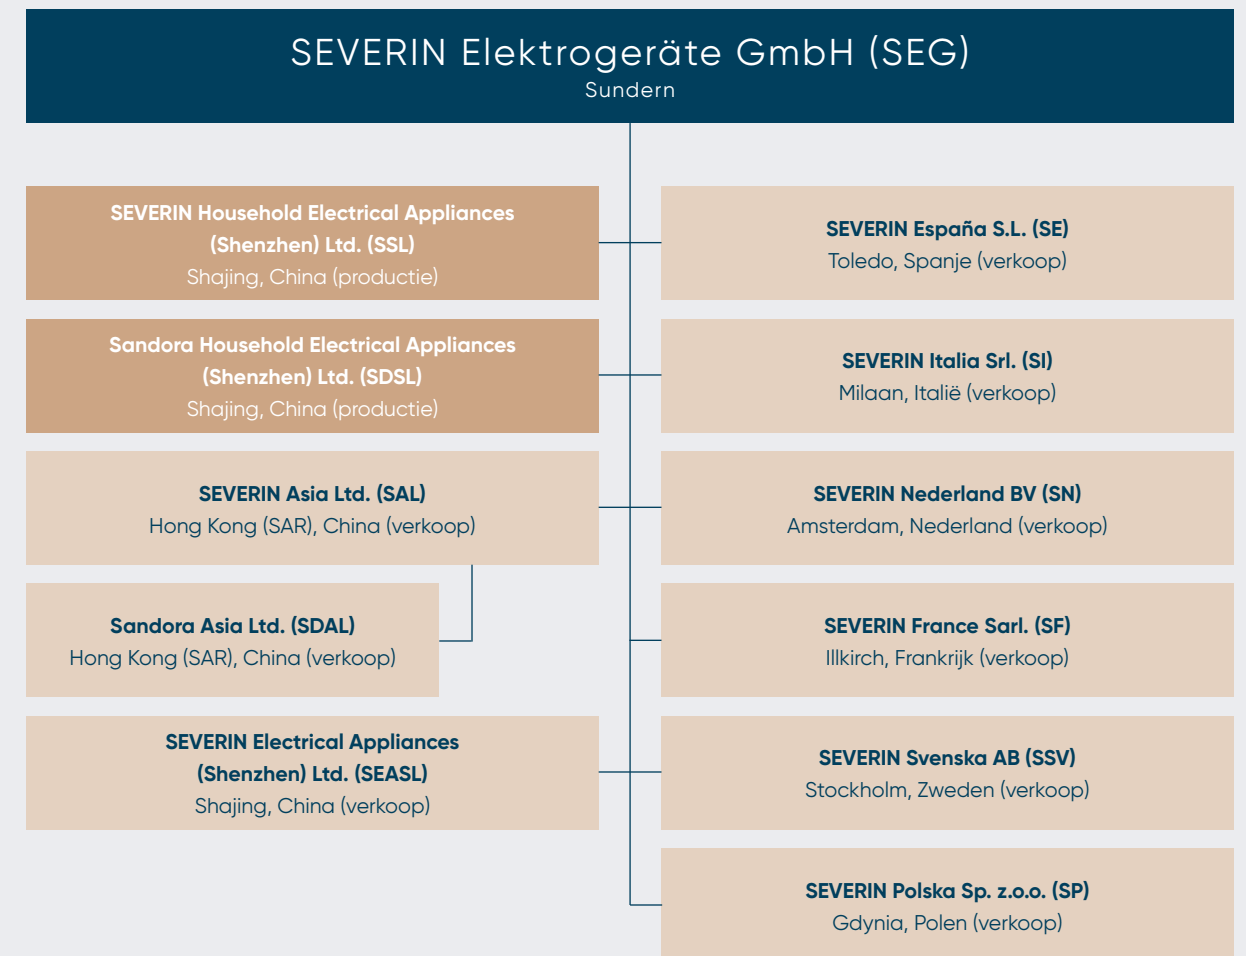 SEVERIN Elektrogeräte GmbH (SEG)
Sundern
SEVERIN Household Electrical Appliances
(Shenzhen) Ltd. (SSL)
Shajing, China (productie)
Sandora Household Electrical Appliances
(Shenzhen) Ltd. (SDSL)
Shajing, China (productie)
SEVERIN Asia Ltd. (SAL)
Hong Kong (SAR), China (verkoop)
Sandora Asia Ltd. (SDAL)
Hong Kong (SAR), China (verkoop)
SEVERIN Electrical Appliances
(Shenzhen) Ltd. (SEASL)
Shajing, China (verkoop)
SEVERIN España S.L. (SE)
Toledo, Spanje (verkoop)
SEVERIN Italia Srl. (SI)
Milaan, Italië (verkoop)
SEVERIN Nederland BV (SN)
Amsterdam, Nederland (verkoop)
SEVERIN France Sarl. (SF)
Illkirch, Frankrijk (verkoop)
SEVERIN Svenska AB (SSV)
Stockholm, Zweden (verkoop)
SEVERIN Polska Sp. z.o.o. (SP)
Gdynia, Polen (verkoop)